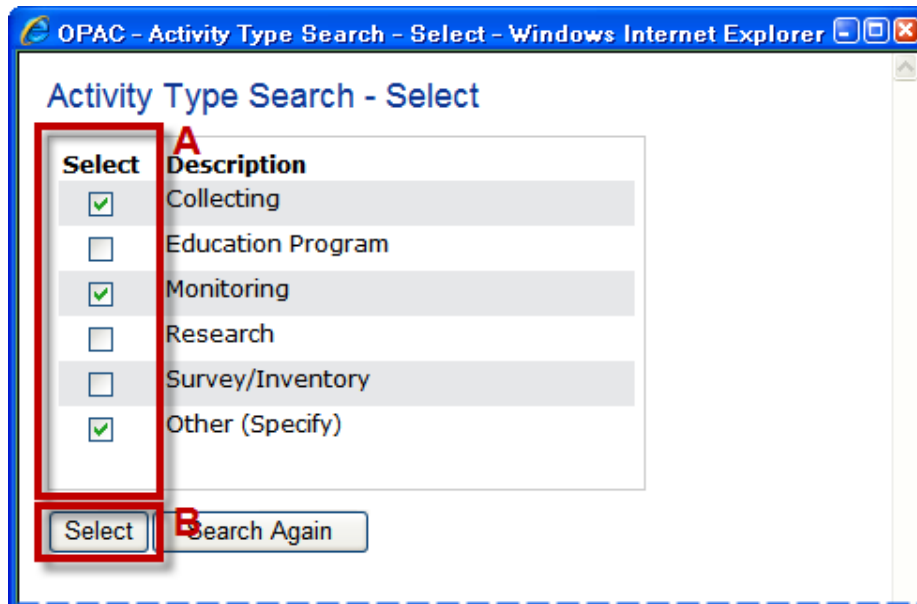 OPAC - Activity Type Search - Select - Windows Internet Explorer
Activity Type Search - Select
A
Select Description
Collecting
Education Program
Monitoring
Research
Survey/Inventory
Other (Specify)
Select B Search Again